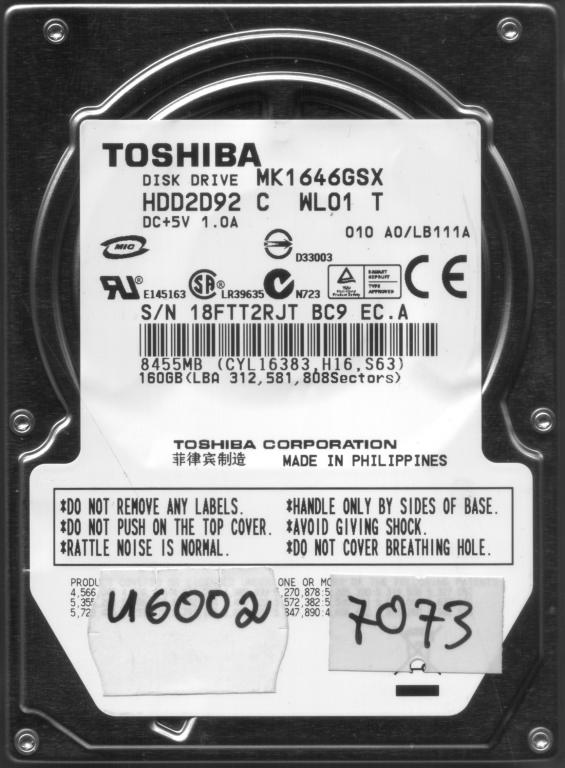 TOSHIBA
DISK DRIVE MK1646GSX
HDD2D92 C WL01 T
DC+5V 1.0A
010 A0/LB111A
MIC
D33003
E145163 LR39635 N723
S/N 18FTT2RJT BC9 EC.A
8455MB (CYL16383,H16,S63)
160GB(LBA 312,581,808Sectors)
TOSHIBA CORPORATION
菲律宾制造 MADE IN PHILIPPINES
*DO NOT REMOVE ANY LABELS. *HANDLE ONLY BY SIDES OF BASE.
*DO NOT PUSH ON THE TOP COVER. *AVOID GIVING SHOCK.
*RATTLE NOISE IS NORMAL. *DO NOT COVER BREATHING HOLE.
U6002 7073